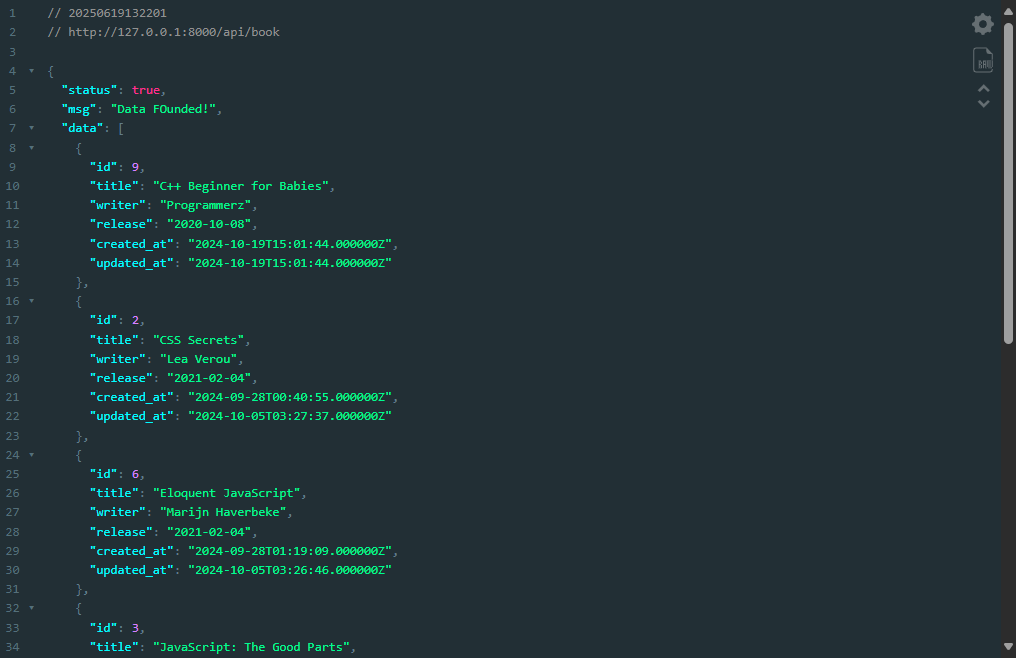 1 // 20250619132201
2 // http://127.0.0.1:8000/api/book
3
4 {
5 "status": true,
6 "msg": "Data FOunded!",
7 "data": [
8 {
9 "id": 9,
10 "title": "C++ Beginner for Babies",
11 "writer": "Programmerz",
12 "release": "2020-10-08",
13 "created_at": "2024-10-19T15:01:44.000000Z",
14 "updated_at": "2024-10-19T15:01:44.000000Z"
15 },
16 {
17 "id": 2,
18 "title": "CSS Secrets",
19 "writer": "Lea Verou",
20 "release": "2021-02-04",
21 "created_at": "2024-09-28T00:40:55.000000Z",
22 "updated_at": "2024-10-05T03:27:37.000000Z"
23 },
24 {
25 "id": 6,
26 "title": "Eloquent JavaScript",
27 "writer": "Marijn Haverbeke",
28 "release": "2021-02-04",
29 "created_at": "2024-09-28T01:19:09.000000Z",
30 "updated_at": "2024-10-05T03:26:46.000000Z"
31 },
32 {
33 "id": 3,
34 "title": "JavaScript: The Good Parts",
RAW